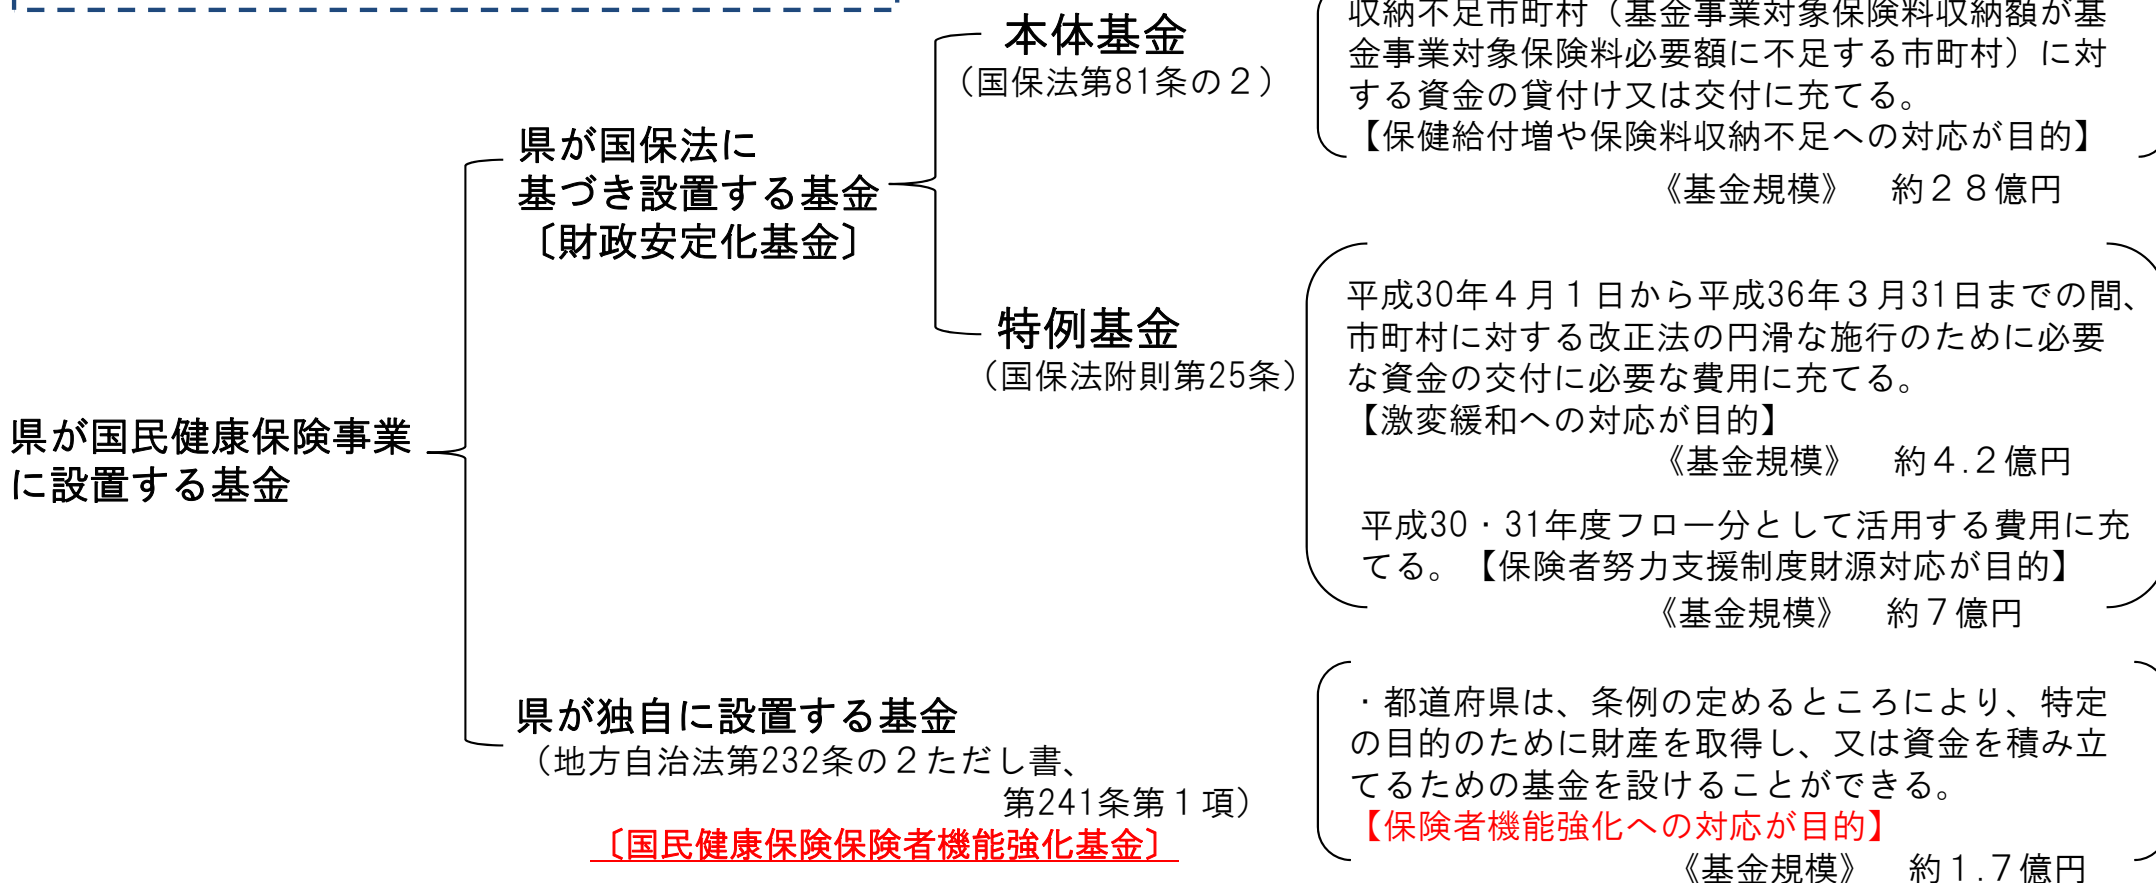 県が国民健康保険事業
に設置する基金
県が国保法に
基づき設置する基金
〔財政安定化基金〕
本体基金
（国保法第81条の２）
収納不足市町村（基金事業対象保険料収納額が基
金事業対象保険料必要額に不足する市町村）に対
する資金の貸付け又は交付に充てる。
【保健給付増や保険料収納不足への対応が目的】
《基金規模》　約２８億円
特例基金
（国保法附則第25条）
平成30年４月１日から平成36年３月31日までの間、
市町村に対する改正法の円滑な施行のために必要
な資金の交付に必要な費用に充てる。
【激変緩和への対応が目的】
《基金規模》　約４.２億円
平成30・31年度フロー分として活用する費用に充
てる。【保険者努力支援制度財源対応が目的】
《基金規模》　約７億円
県が独自に設置する基金
（地方自治法第232条の２ただし書、
第241条第１項）
〔国民健康保険保険者機能強化基金〕
・都道府県は、条例の定めるところにより、特定
の目的のために財産を取得し、又は資金を積み立
てるための基金を設けることができる。
【保険者機能強化への対応が目的】
《基金規模》　約１.７億円